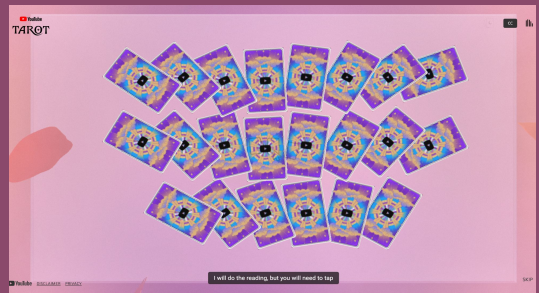 YouTube
TAROT
CC
I will do the reading, but you will need to tap
SKIP
YouTube DISCLAIMER PRIVACY